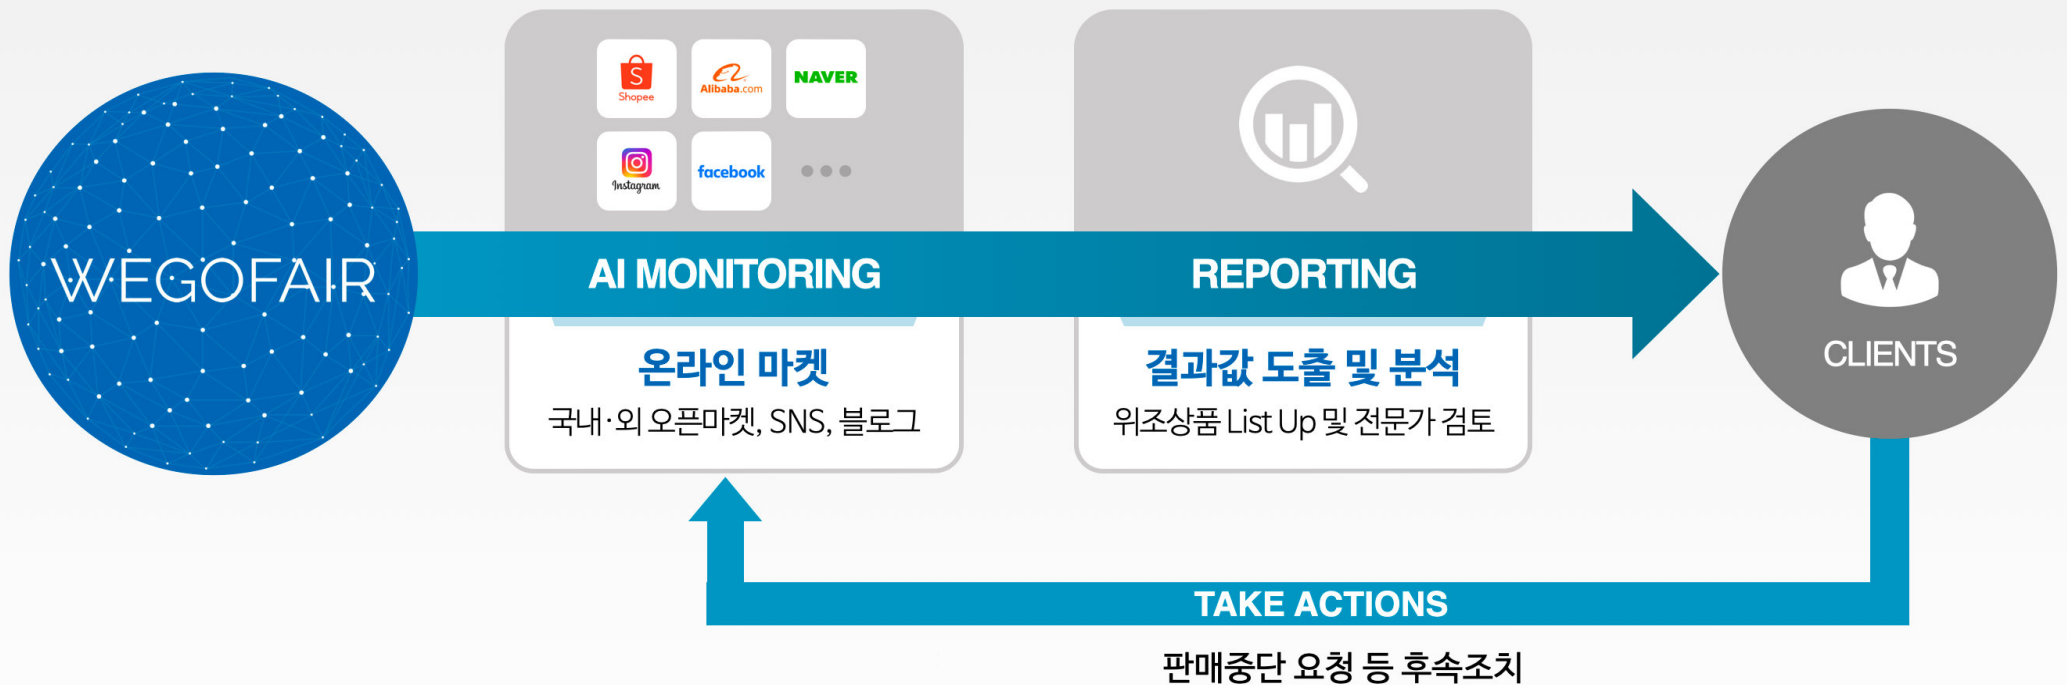 Shopee
Alibaba.com
NAVER
Instagram
facebook
WEGOFAIR
AI MONITORING
REPORTING
온라인 마켓
국내·외 오픈마켓, SNS, 블로그
결과값 도출 및 분석
위조상품 List Up 및 전문가 검토
CLIENTS
TAKE ACTIONS
판매중단 요청 등 후속조치